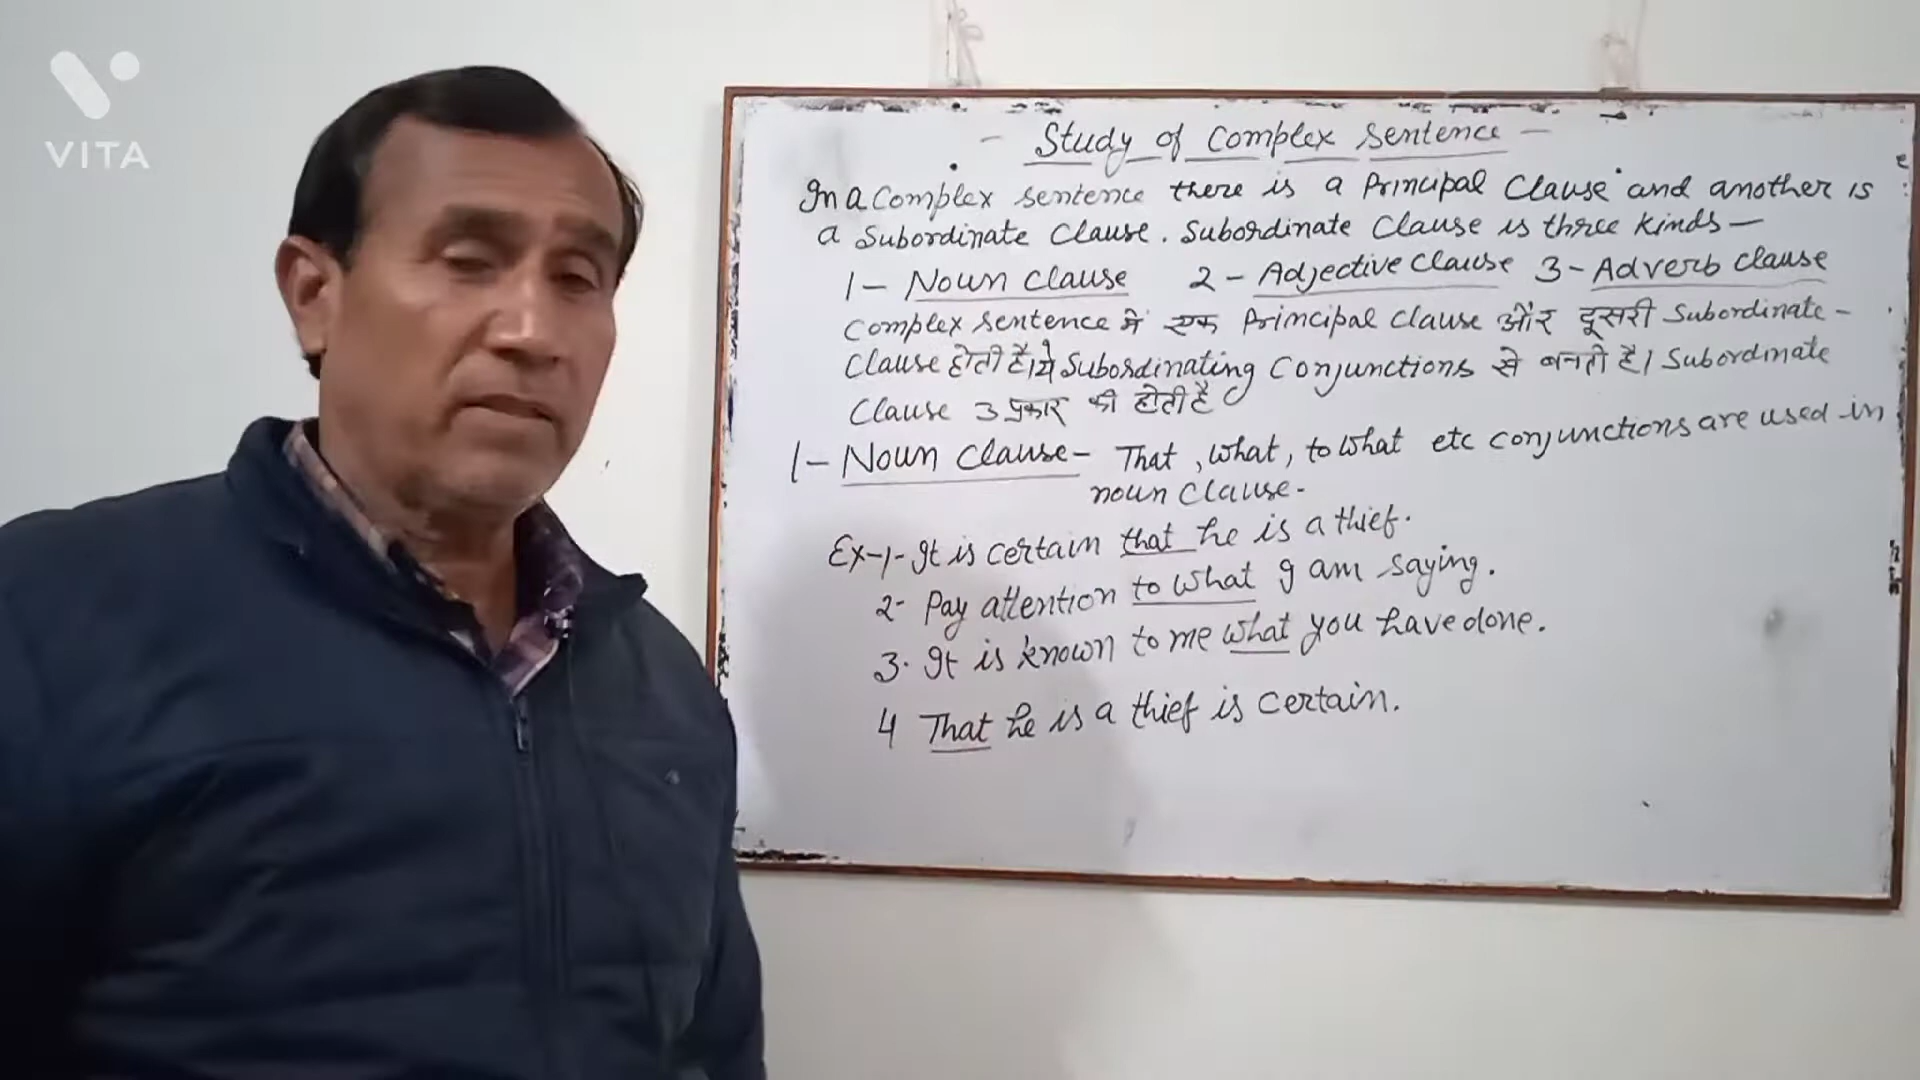 VITA
- Study of Complex Sentence -
In a Complex sentence there is a Principal Clause and another is
a Subordinate Clause. Subordinate Clause is three kinds-
1- Noun Clause 2- Adjective Clause 3- Adverb Clause
Complex sentence में एक Principal Clause और दूसरी Subordinate-
Clause होती है। ये Subordinating Conjunctions से बनती है। Subordinate
Clause 3 प्रकार की होती है
1- Noun Clause- That, what, to what etc conjunctions are used in
noun Clause-
Ex-1- It is certain that he is a thief.
2- Pay attention to what I am saying.
3. It is known to me what you have done.
4 That he is a thief is certain.